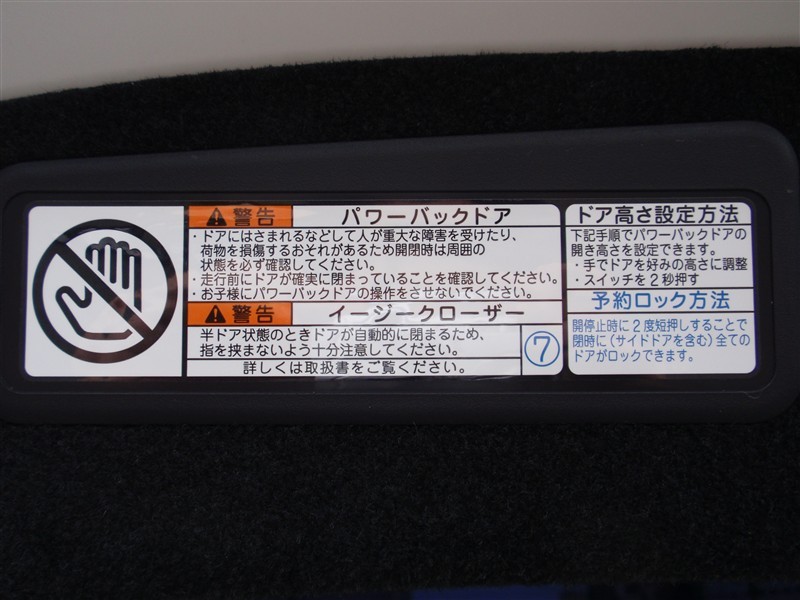 警告 パワーバックドア
・ドアにはさまれるなどして人が重大な障害を受けたり、
荷物を損傷するおそれがあるため開閉時は周囲の
状態を必ず確認してください。
・走行前にドアが確実に閉まっていることを確認してください。
・お子様にパワーバックドアの操作をさせないでください。
警告 イージークローザー
半ドア状態のときドアが自動的に閉まるため、
指を挟まないよう十分注意してください。
⑦
詳しくは取扱書をご覧ください。
ドア高さ設定方法
下記手順でパワーバックドアの
開き高さを設定できます。
・手でドアを好みの高さに調整
・スイッチを2秒押す
予約ロック方法
開停止時に2度短押しすることで
閉時に(サイドドアを含む)全ての
ドアがロックできます。